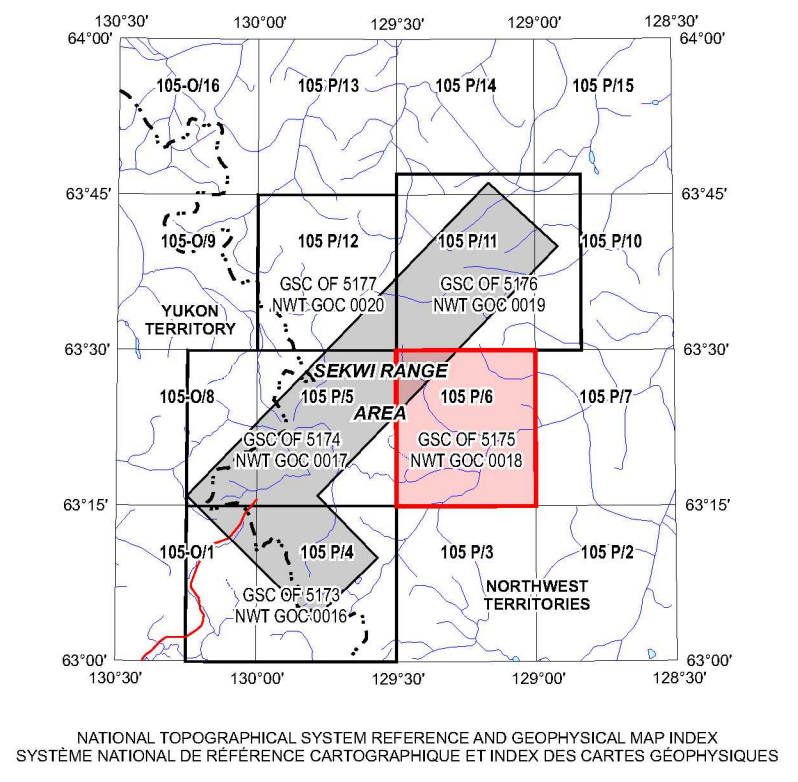 130°30' 130°00' 129°30' 129°00' 128°30'
64°00' 64°00'
105-O/16 105 P/13 105 P/14 105 P/15
63°45' 63°45'
105-O/9 105 P/12 105 P/11 105 P/10
GSC OF 5177 GSC OF 5176
NWT GOC 0020 NWT GOC 0019
YUKON
TERRITORY
63°30' 63°30'
SEKWI RANGE
105-O/8 105 P/5 105 P/6 105 P/7
AREA
GSC OF 5174 GSC OF 5175
NWT GOC 0017 NWT GOC 0018
63°15' 63°15'
105-O/1 105 P/4 105 P/3 105 P/2
NORTHWEST
TERRITORIES
GSC OF 5173
NWT GOC 0016
63°00' 63°00'
130°30' 130°00' 129°30' 129°00' 128°30'
NATIONAL TOPOGRAPHICAL SYSTEM REFERENCE AND GEOPHYSICAL MAP INDEX
SYSTÈME NATIONAL DE RÉFÉRENCE CARTOGRAPHIQUE ET INDEX DES CARTES GÉOPHYSIQUES